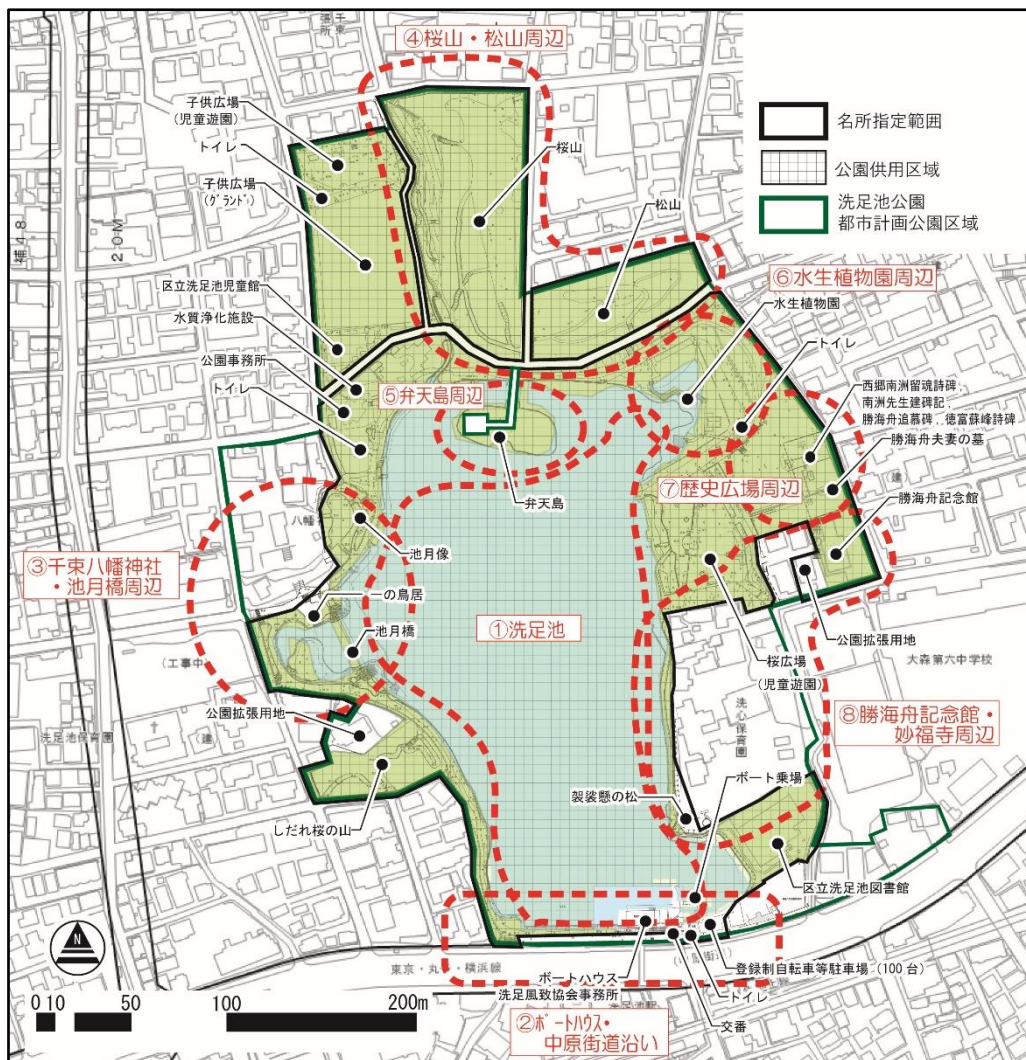 ④桜山・松山周辺
子供広場
(児童遊園)
トイレ
子供広場
(グランド)
桜山
松山
名所指定範囲
公園供用区域
洗足池公園
都市計画公園区域
補48
20M
区立洗足池児童館
水質浄化施設
公園事務所
トイレ
⑤弁天島周辺
弁天島
⑥水生植物園周辺
水生植物園
トイレ
西郷南洲留魂詩碑,
南洲先生建碑記,
勝海舟追慕碑,徳富蘇峰詩碑
勝海舟夫妻の墓
勝海舟記念館
⑦歴史広場周辺
③千束八幡神社
・池月橋周辺
八幡
池月像
一の鳥居
池月橋
①洗足池
(工事中)
公園拡張用地
桜広場
(児童遊園)
大森第六中学校
洗足池保育園
公園拡張用地
洗心保育園
⑧勝海舟記念館・
妙福寺周辺
ボート乗場
袈裟懸の松
しだれ桜の山
区立洗足池図書館
N
東京・丸子・横浜線
ボートハウス
洗足風致協会事務所
登録制自転車等駐車場(100台)
トイレ
交番
②ボートハウス・
中原街道沿い
0 10 50 100 200m